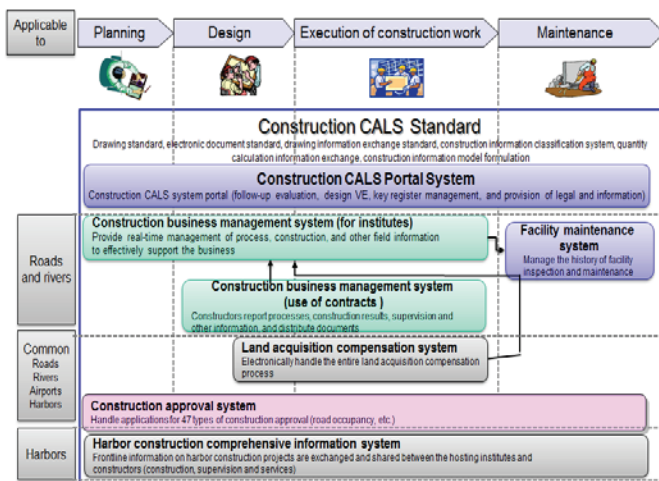 Applicable
to
Planning
Design
Execution of construction work
Maintenance
Construction CALS Standard
Drawing standard, electronic document standard, drawing information exchange standard, construction information classification system, quantity
calculation information exchange, construction information model formulation
Construction CALS Portal System
Construction CALS system portal (follow-up evaluation, design VE, key register management, and provision of legal and information)
Roads
and rivers
Construction business management system (for institutes)
Provide real-time management of process, construction, and other field information
to effectively support the business
Facility maintenance
system
Manage the history of facility
inspection and maintenance
Construction business management system
(use of contracts )
Constructors report processes, construction results, supervision and
other information, and distribute documents
Common
Roads
Rivers
Airports
Harbors
Land acquisition compensation system
Electronically handle the entire land acquisition compensation
process
Construction approval system
Handle applications for 47 types of construction approval (road occupancy, etc.)
Harbors
Harbor construction comprehensive information system
Frontline information on harbor construction projects are exchanged and shared between the hosting institutes and
constructors (construction, supervision and services)